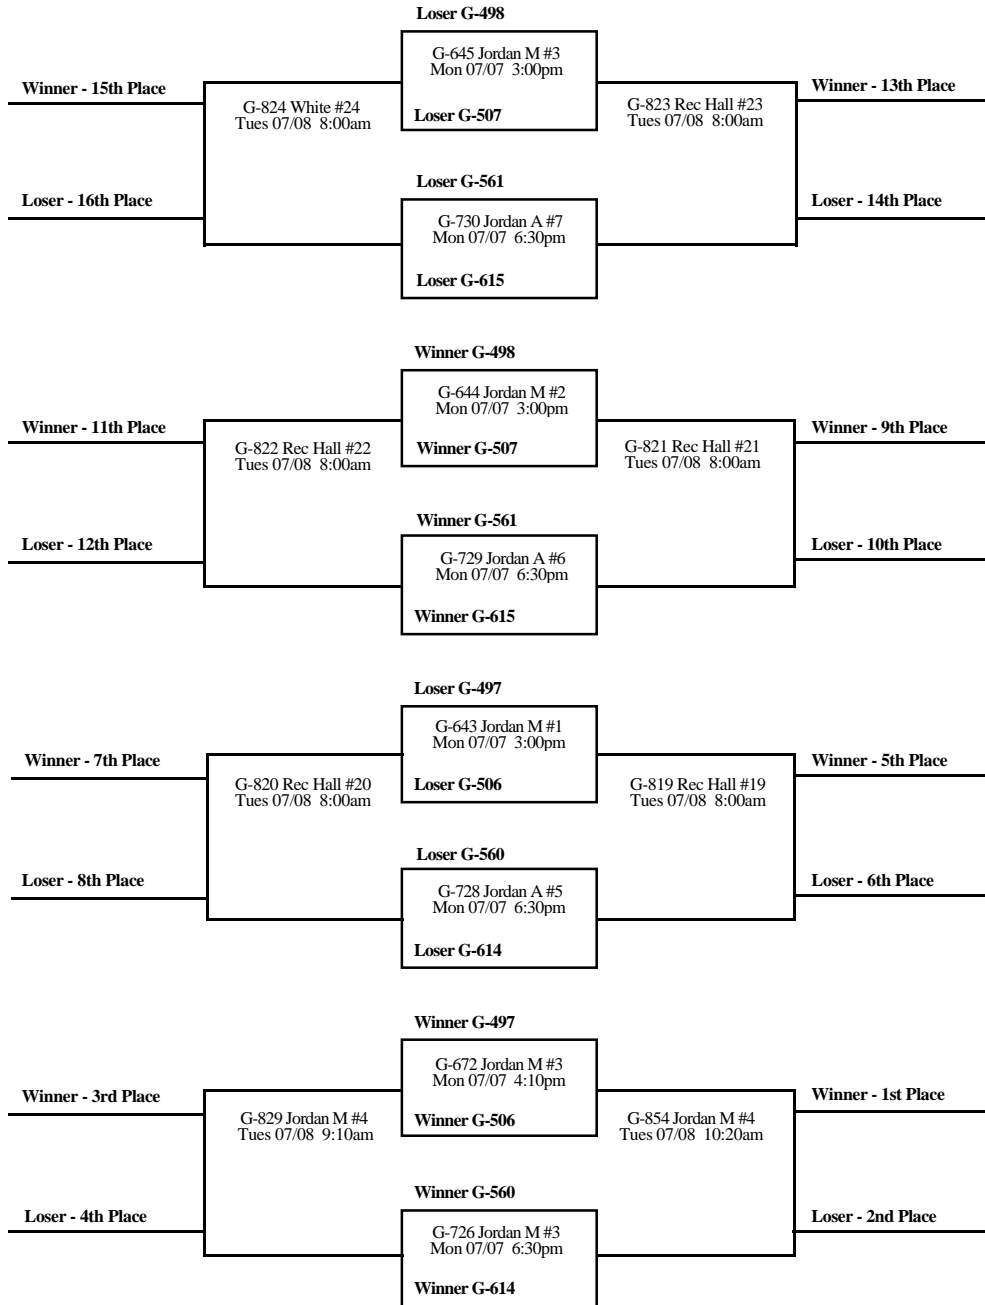 Loser G-498
G-645 Jordan M #3
Mon 07/07 3:00pm
Winner - 15th Place
Winner - 13th Place
G-824 White #24
Tues 07/08 8:00am
Loser G-507
G-823 Rec Hall #23
Tues 07/08 8:00am
Loser G-561
Loser - 16th Place
Loser - 14th Place
G-730 Jordan A #7
Mon 07/07 6:30pm
Loser G-615
Winner G-498
G-644 Jordan M #2
Mon 07/07 3:00pm
Winner - 11th Place
Winner - 9th Place
G-822 Rec Hall #22
Tues 07/08 8:00am
Winner G-507
G-821 Rec Hall #21
Tues 07/08 8:00am
Winner G-561
Loser - 12th Place
Loser - 10th Place
G-729 Jordan A #6
Mon 07/07 6:30pm
Winner G-615
Loser G-497
G-643 Jordan M #1
Mon 07/07 3:00pm
Winner - 7th Place
Winner - 5th Place
G-820 Rec Hall #20
Tues 07/08 8:00am
Loser G-506
G-819 Rec Hall #19
Tues 07/08 8:00am
Loser G-560
Loser - 8th Place
Loser - 6th Place
G-728 Jordan A #5
Mon 07/07 6:30pm
Loser G-614
Winner G-497
G-672 Jordan M #3
Mon 07/07 4:10pm
Winner - 3rd Place
Winner - 1st Place
G-829 Jordan M #4
Tues 07/08 9:10am
Winner G-506
G-854 Jordan M #4
Tues 07/08 10:20am
Winner G-560
Loser - 4th Place
Loser - 2nd Place
G-726 Jordan M #3
Mon 07/07 6:30pm
Winner G-614